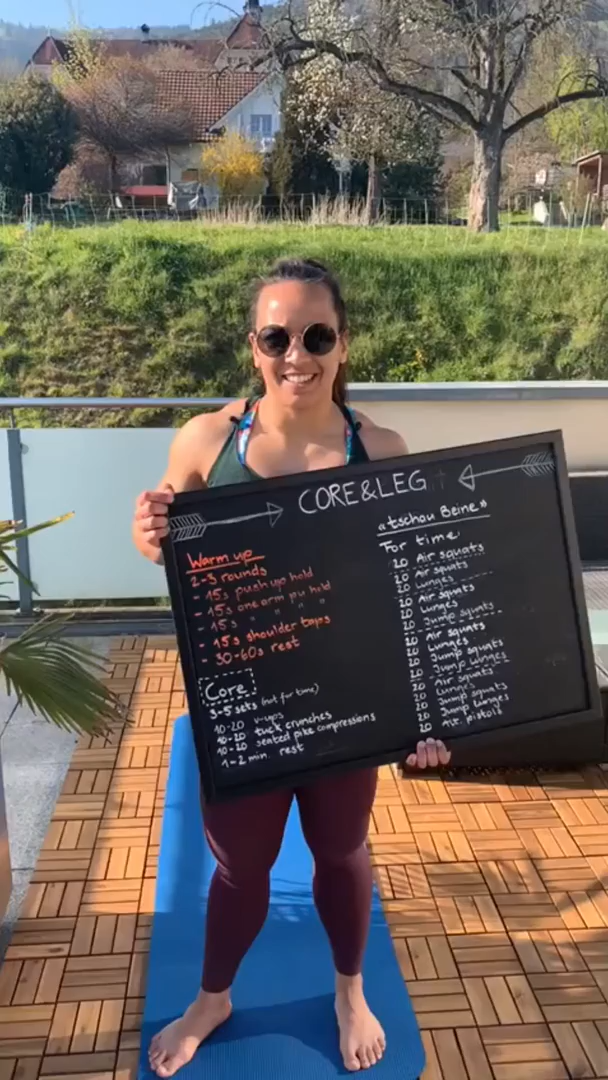 CORE&LEG
Warm up
2-3 rounds
- 15s push up hold
- 15s one arm pu hold
- 15s " " " "
- 15s shoulder taps
- 30-60s rest
Core
3-5 sets (not for time)
10-20 v-ups
10-20 tuck crunches
10-20 seated pike compressions
1-2 min. rest
«tschou Beine»
For time:
20 Air squats
20 Air squats
20 Lunges
20 Air squats
20 Lunges
20 Jump squats
20 Air squats
20 Lunges
20 Jump squats
20 Jump lunges
20 Air squats
20 Lunges
20 Jump squats
20 Jump lunges
20 Alt. pistols